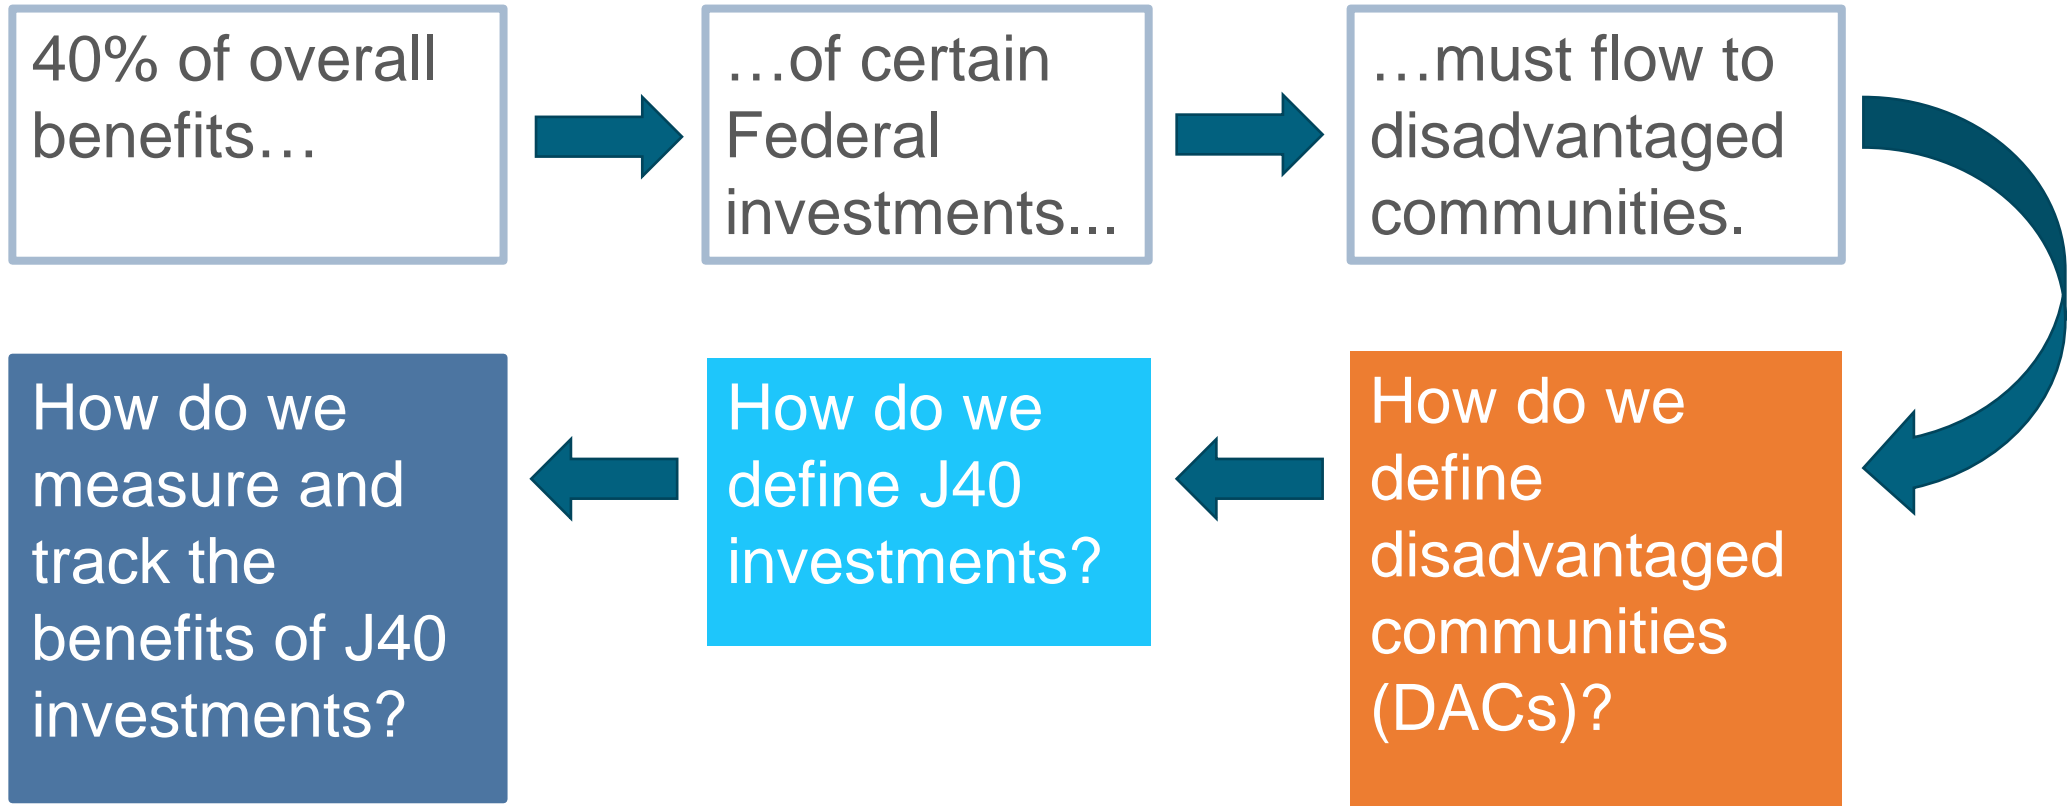 40% of overall
benefits…
…of certain
Federal
investments...
…must flow to
disadvantaged
communities.
How do we
define
disadvantaged
communities
(DACs)?
How do we
define J40
investments?
How do we
measure and
track the
benefits of J40
investments?